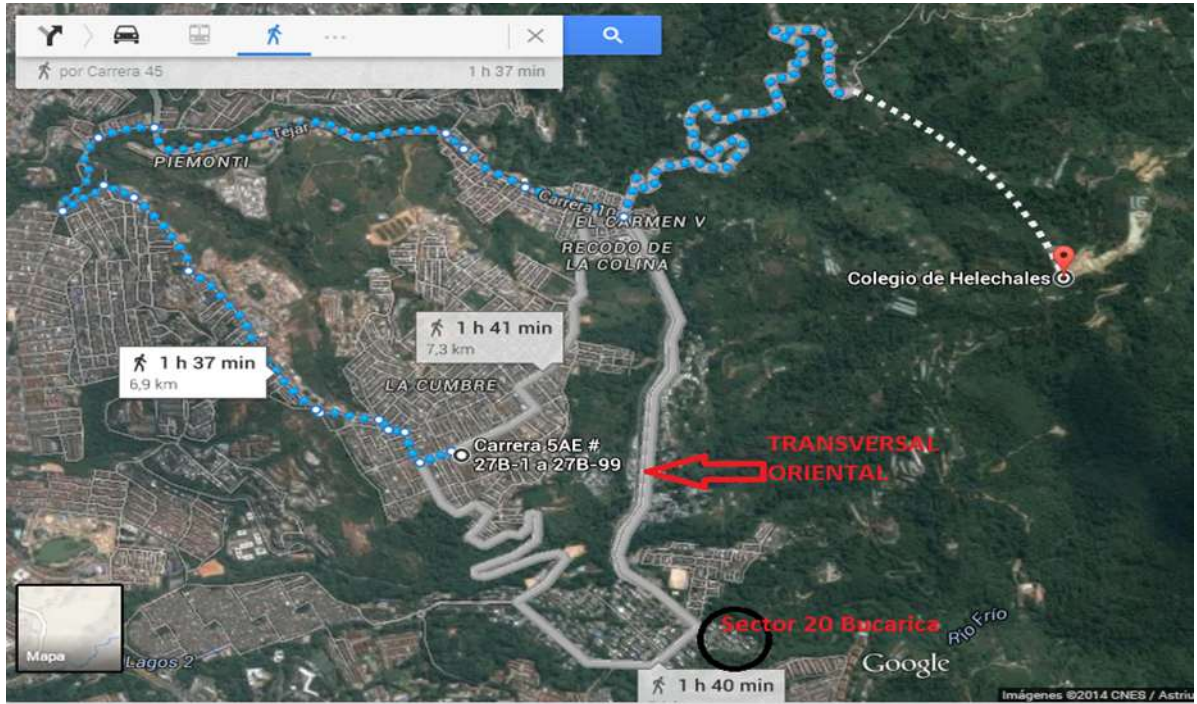 por Carrera 45
1 h 37 min
Tejar
PIEMONTI
Carrera 1n
EL CARMEN V
RECODO DE
LA COLINA
Colegio de Helechales
1 h 41 min
7,3 km
1 h 37 min
6,9 km
LA CUMBRE
Carrera 5AE #
27B-1 a 27B-99
TRANSVERSAL
ORIENTAL
Sector 20 Bucarica
Rio Frío
Mapa
Lagos 2
Google
1 h 40 min
Imágenes ©2014 CNES / Astriu